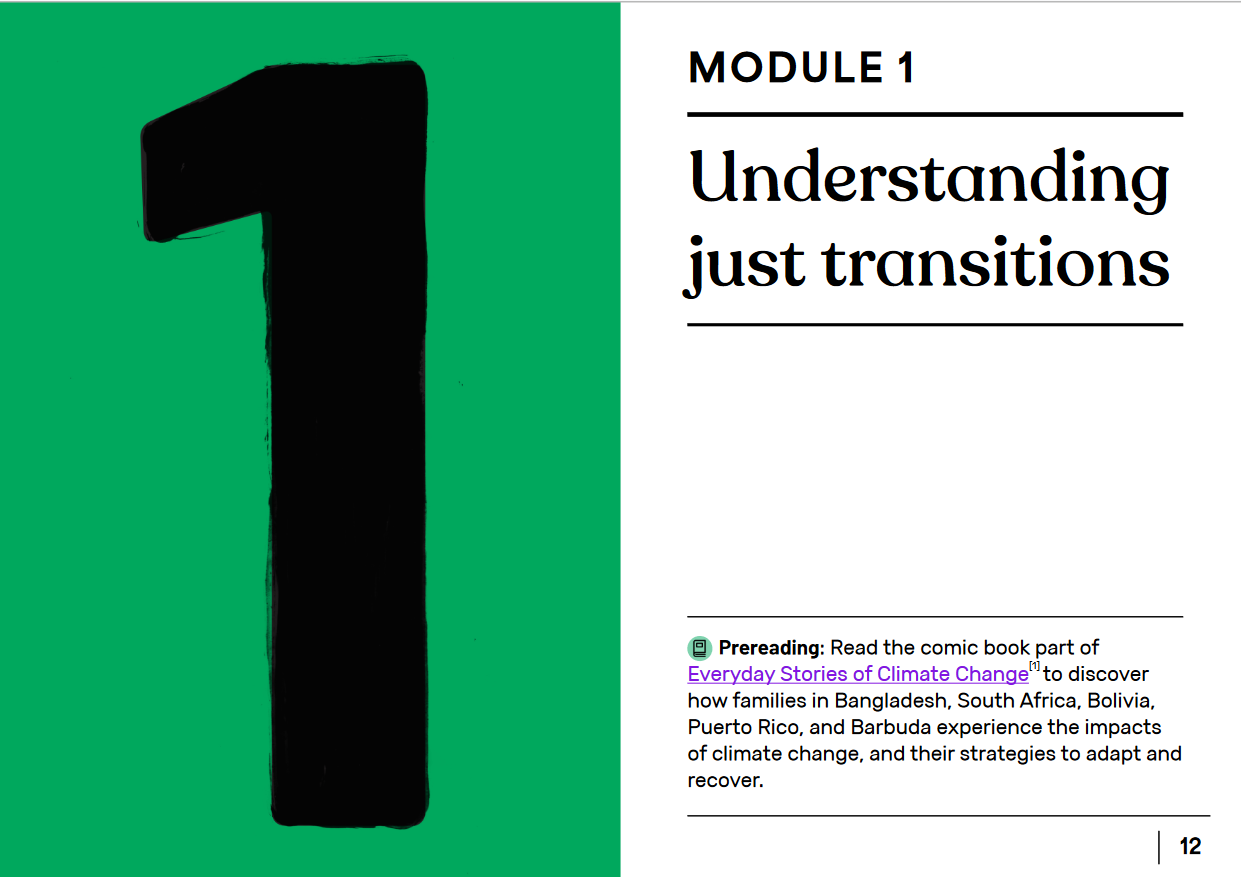 1
MODULE 1
Understanding
just transitions
Prereading: Read the comic book part of
Everyday Stories of Climate Change[1] to discover
how families in Bangladesh, South Africa, Bolivia,
Puerto Rico, and Barbuda experience the impacts
of climate change, and their strategies to adapt and
recover.
12